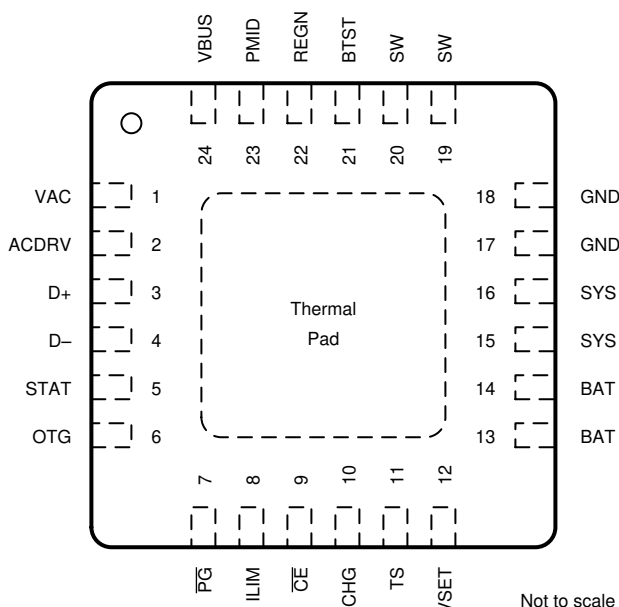 VBUS PMID REGN BTST SW SW
24 23 22 21 20 19
VAC 1 18 GND
ACDRV 2 17 GND
D+ 3 16 SYS
Thermal
D– 4 15 SYS
Pad
STAT 5 14 BAT
OTG 6 13 BAT
7 8 9 10 11 12
P̅G̅ ILIM C̅E̅ CHG TS VSET
Not to scale